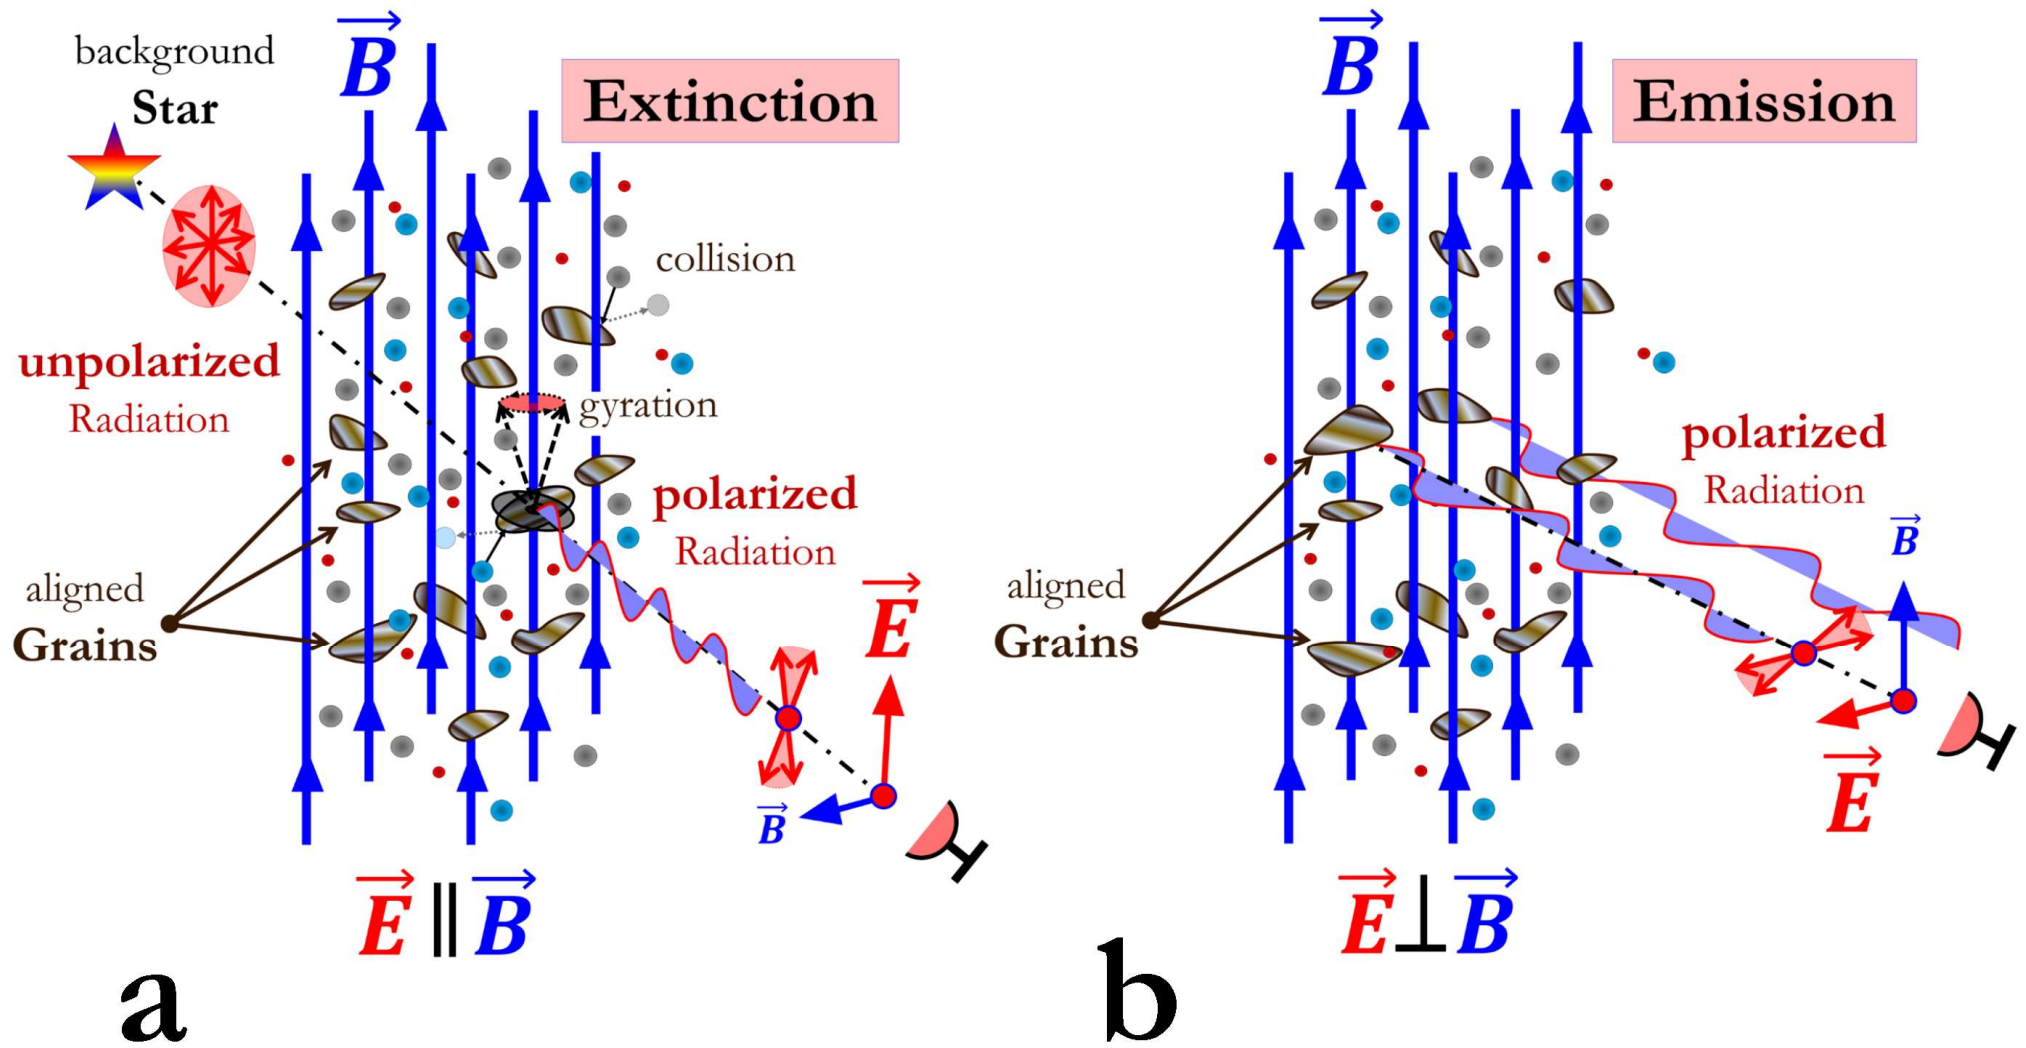 background
Star
B
Extinction
collision
unpolarized
Radiation
gyration
polarized
Radiation
aligned
Grains
E
B
E ∥ B
a
B
Emission
polarized
Radiation
B
aligned
Grains
E
E ⊥ B
b